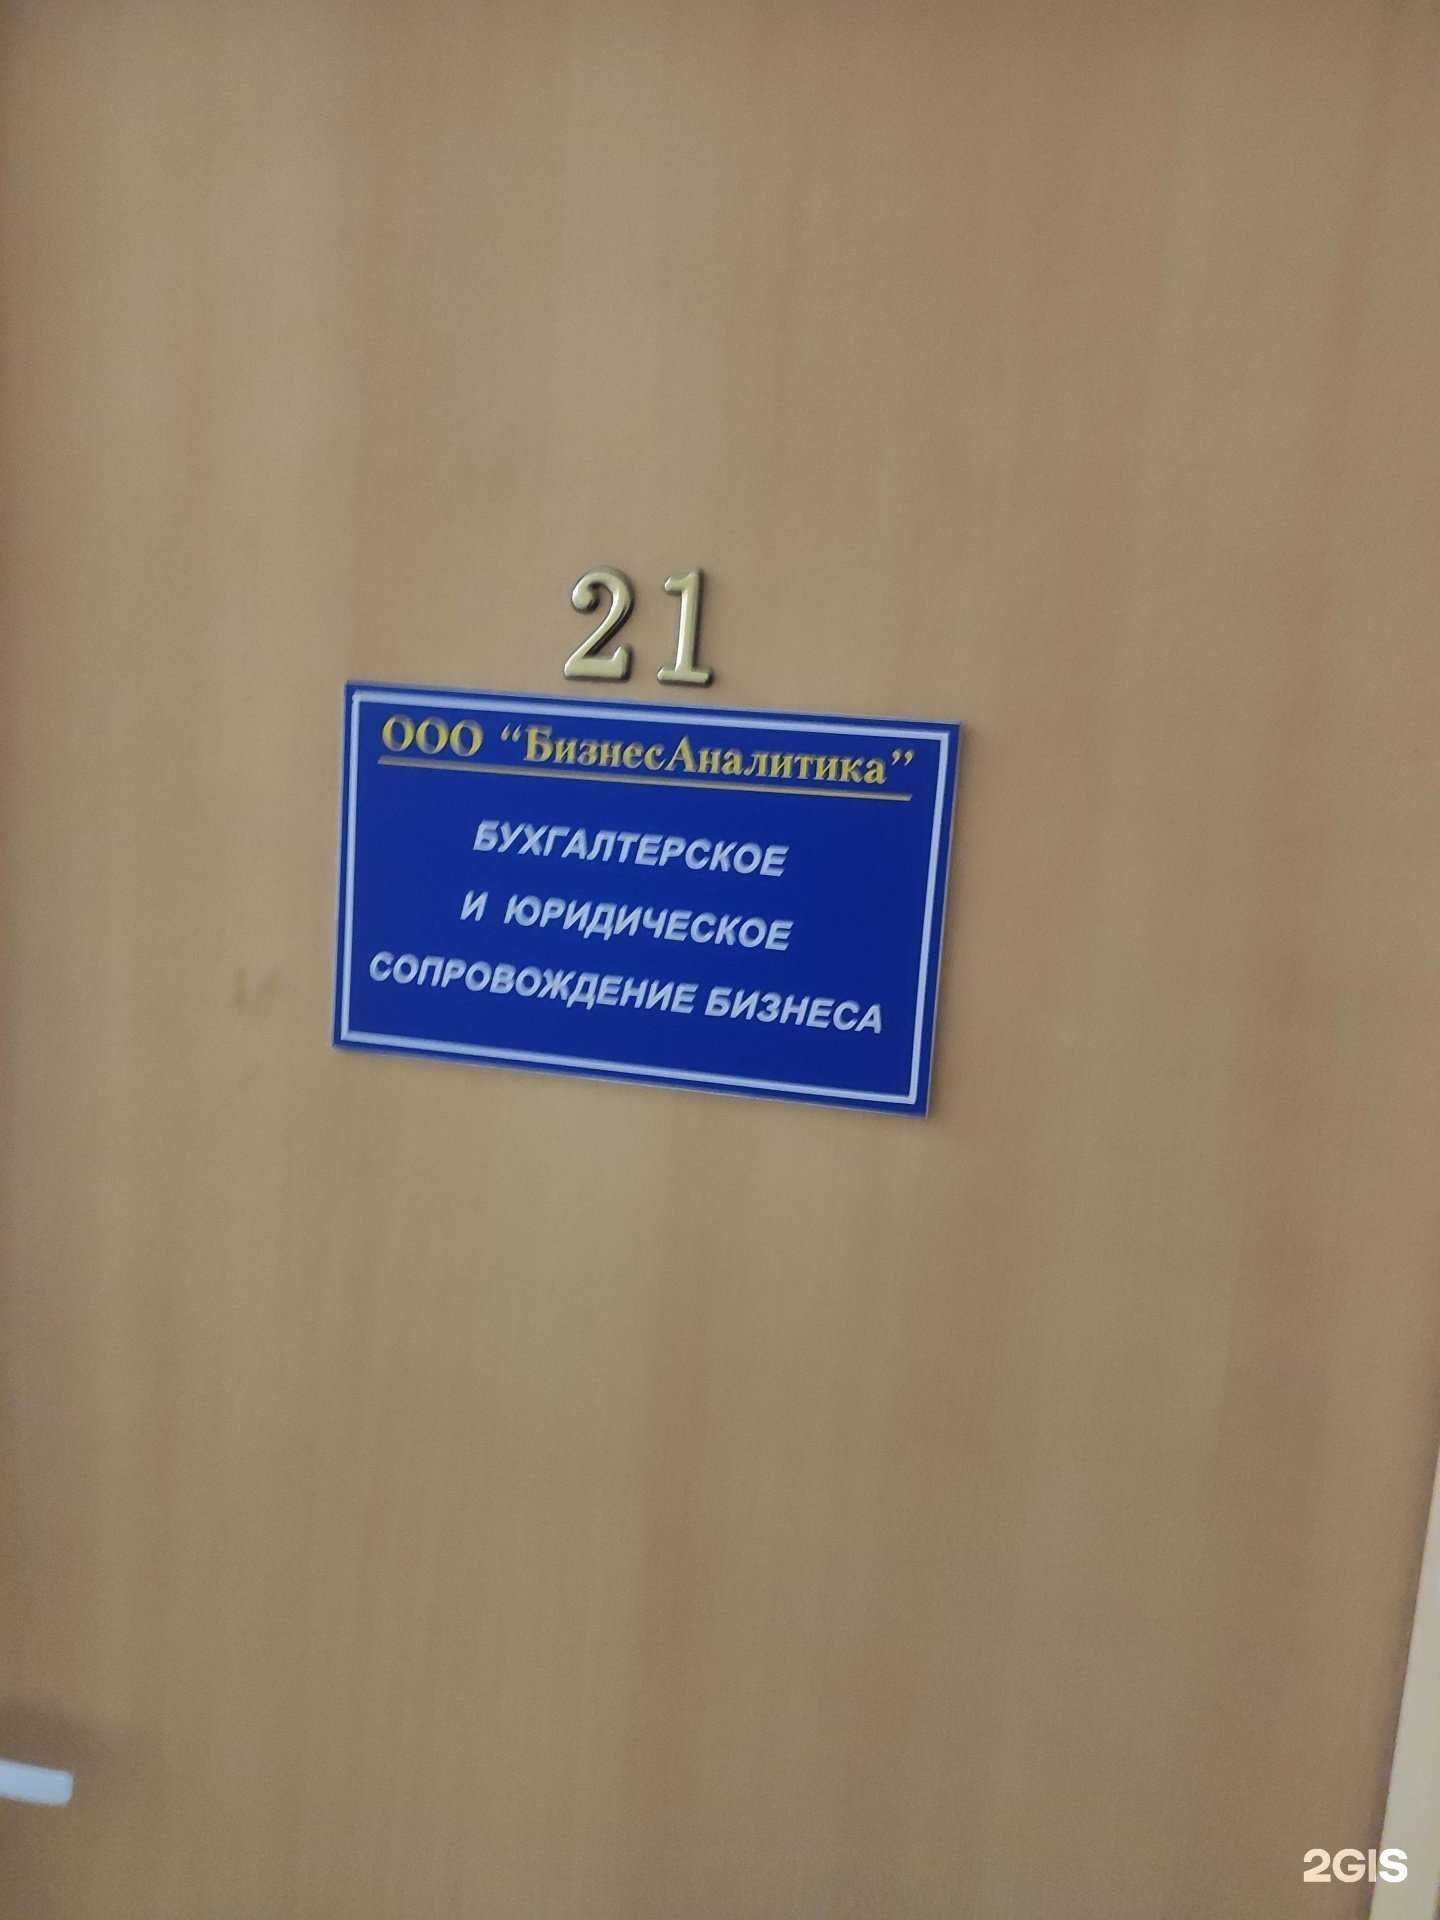 21
ООО “БизнесАналитика”
БУХГАЛТЕРСКОЕ
И ЮРИДИЧЕСКОЕ
СОПРОВОЖДЕНИЕ БИЗНЕСА
2GIS